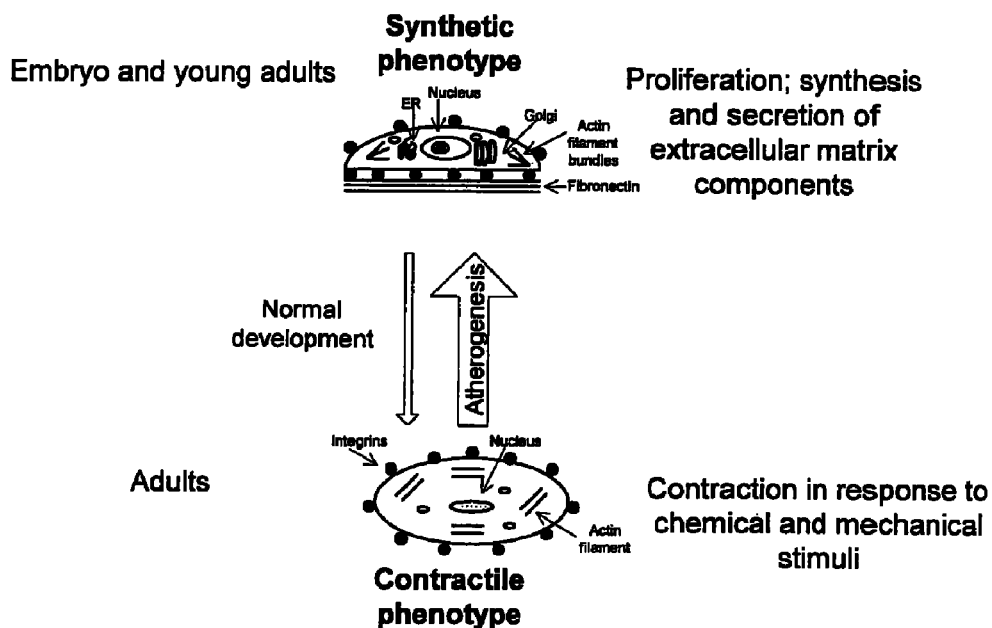 Synthetic
phenotype
Embryo and young adults
Proliferation; synthesis
and secretion of
extracellular matrix
components
Nucleus
ER
Golgi
Actin
filament
bundles
Fibronectin
Normal
development
Atherogenesis
Integrins
Nucleus
Adults
Actin
filament
Contraction in response to
chemical and mechanical
stimuli
Contractile
phenotype